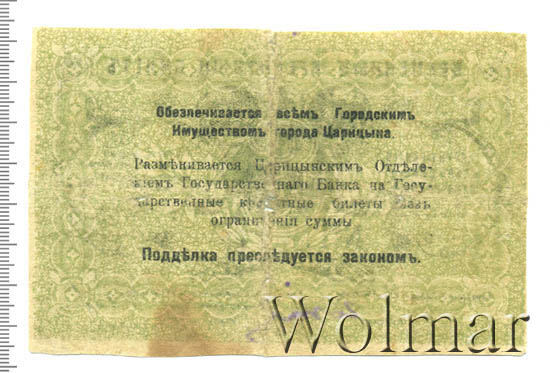 Обезпечивается всѣмъ Городскимъ
Имуществомъ города Царицына.
Размѣнивается Царицынскимъ Отдѣле-
ніемъ Государственнаго Банка на Госу-
дарственные кредитные билеты безъ
ограниченія суммы
Поддѣлка преслѣдуется закономъ.
Wolmar